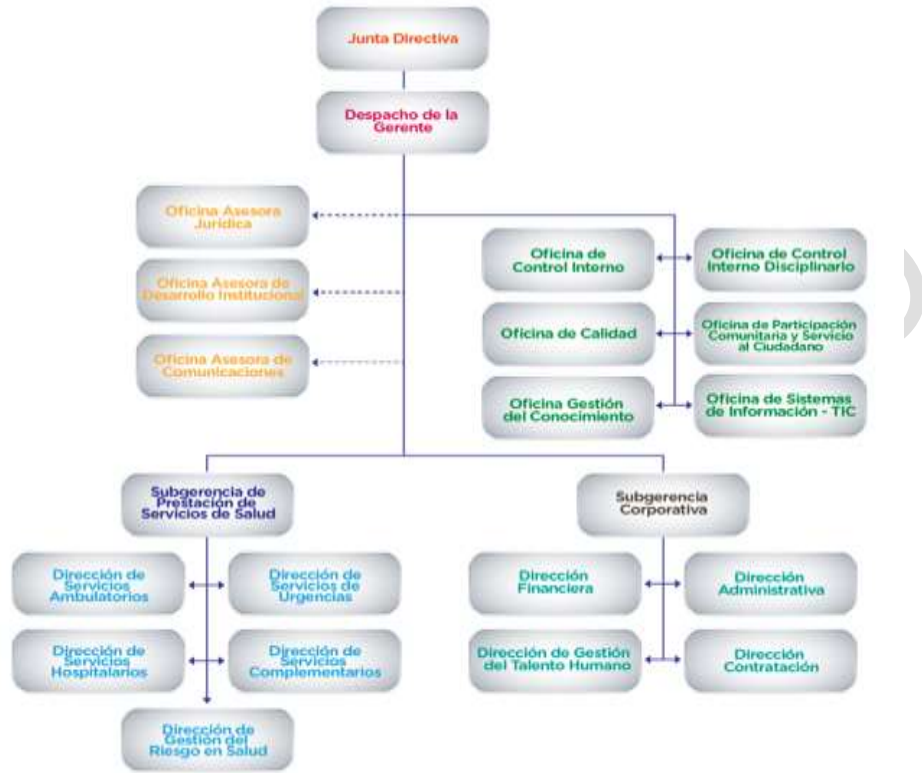 Junta Directiva
Despacho de la
Gerente
Oficina Asesora
Jurídica
Oficina Asesora de
Desarrollo Institucional
Oficina Asesora de
Comunicaciones
Oficina de
Control Interno
Oficina de Control
Interno Disciplinario
Oficina de Calidad
Oficina de Participación
Comunitaria y Servicio
al Ciudadano
Oficina Gestión
del Conocimiento
Oficina de Sistemas
de Información - TIC
Subgerencia de
Prestación de
Servicios de Salud
Subgerencia
Corporativa
Dirección de
Servicios
Ambulatorios
Dirección de
Servicios de
Urgencias
Dirección
Financiera
Dirección
Administrativa
Dirección de
Servicios
Hospitalarios
Dirección de
Servicios
Complementarios
Dirección de Gestión
del Talento Humano
Dirección
Contratación
Dirección de
Gestión del
Riesgo en Salud